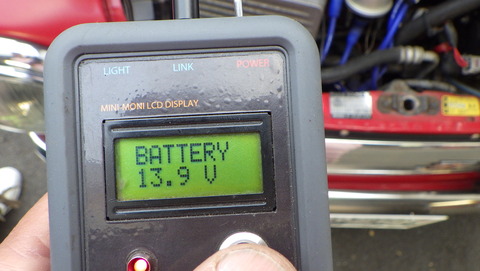 LIGHT LINK POWER
MINI-MONI LCD DISPLAY
BATTERY
13.9 V